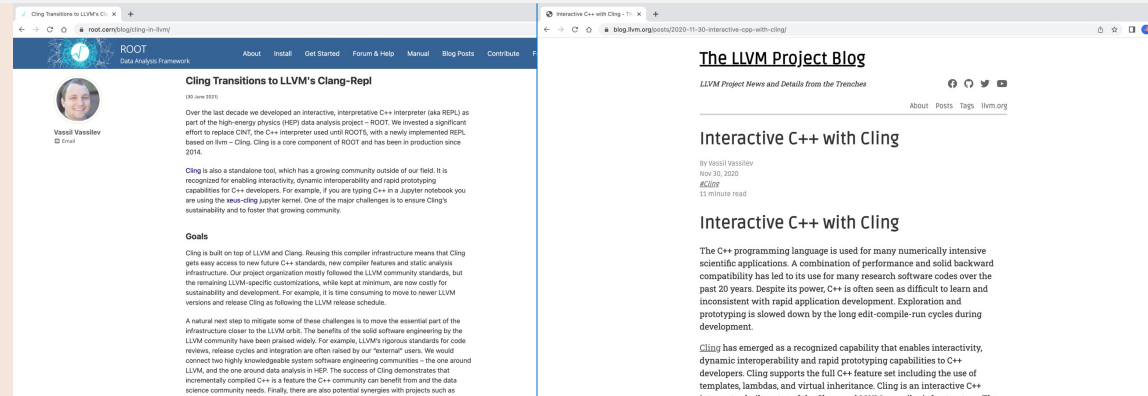 Cling Transitions to LLVM's Cl
root.cern/blog/cling-in-llvm/
ROOT
Data Analysis Framework
About Install Get Started Forum & Help Manual Blog Posts Contribute
Vassil Vassilev
Email
Cling Transitions to LLVM's Clang-Repl
(30 June 2021)
Over the last decade we developed an interactive, interpretative C++ interpreter (aka REPL) as
part of the high-energy physics (HEP) data analysis project – ROOT. We invested a significant
effort to replace CINT, the C++ interpreter used until ROOT5, with a newly implemented REPL
based on llvm – Cling. Cling is a core component of ROOT and has been in production since
2014.
Cling is also a standalone tool, which has a growing community outside of our field. It is
recognized for enabling interactivity, dynamic interoperability and rapid prototyping
capabilities for C++ developers. For example, if you are typing C++ in a Jupyter notebook you
are using the xeus-cling jupyter kernel. One of the major challenges is to ensure Cling's
sustainability and to foster that growing community.
Goals
Cling is built on top of LLVM and Clang. Reusing this compiler infrastructure means that Cling
gets easy access to new future C++ standards, new compiler features and static analysis
infrastructure. Our project organization mostly followed the LLVM community standards, but
the remaining LLVM-specific customizations, while kept at minimum, are now costly for
sustainability and development. For example, it is time consuming to move to newer LLVM
versions and release Cling as following the LLVM release schedule.
A natural next step to mitigate some of these challenges is to move the essential part of the
infrastructure closer to the LLVM orbit. The benefits of the solid software engineering by the
LLVM community have been praised widely. For example, LLVM's rigorous standards for code
reviews, release cycles and integration are often raised by our "external" users. We would
connect two highly knowledgeable system software engineering communities – the one around
LLVM, and the one around data analysis in HEP. The success of Cling demonstrates that
incrementally compiled C++ is a feature the C++ community can benefit from and the data
science community needs. Finally, there are also potential synergies with projects such as
Interactive C++ with Cling - Th
blog.llvm.org/posts/2020-11-30-interactive-cpp-with-cling/
The LLVM Project Blog
LLVM Project News and Details from the Trenches
About Posts Tags llvm.org
Interactive C++ with Cling
By Vassil Vassilev
Nov 30, 2020
#Cling
11 minute read
Interactive C++ with Cling
The C++ programming language is used for many numerically intensive
scientific applications. A combination of performance and solid backward
compatibility has led to its use for many research software codes over the
past 20 years. Despite its power, C++ is often seen as difficult to learn and
inconsistent with rapid application development. Exploration and
prototyping is slowed down by the long edit-compile-run cycles during
development.
Cling has emerged as a recognized capability that enables interactivity,
dynamic interoperability and rapid prototyping capabilities to C++
developers. Cling supports the full C++ feature set including the use of
templates, lambdas, and virtual inheritance. Cling is an interactive C++